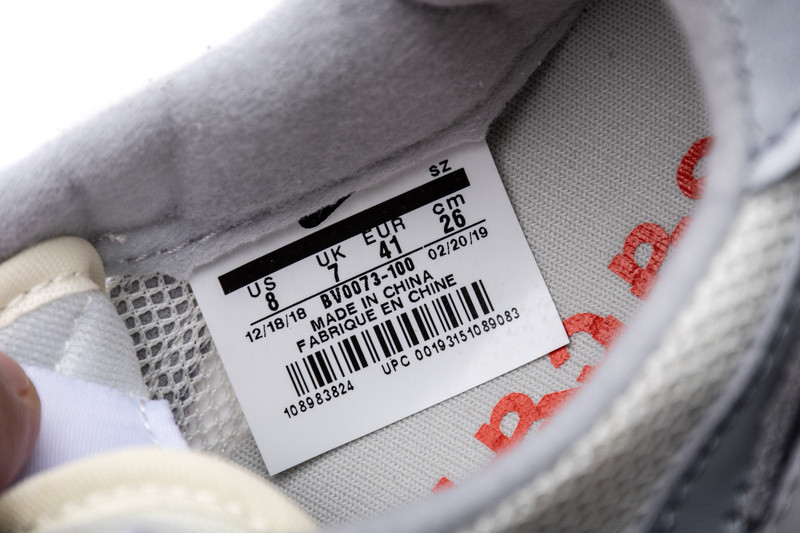 SZ
US UK EUR cm
8 7 41 26
12/18/18 02/20/19
BV0073-100
MADE IN CHINA
FABRIQUE EN CHINE
108983824 UPC 00193151089083